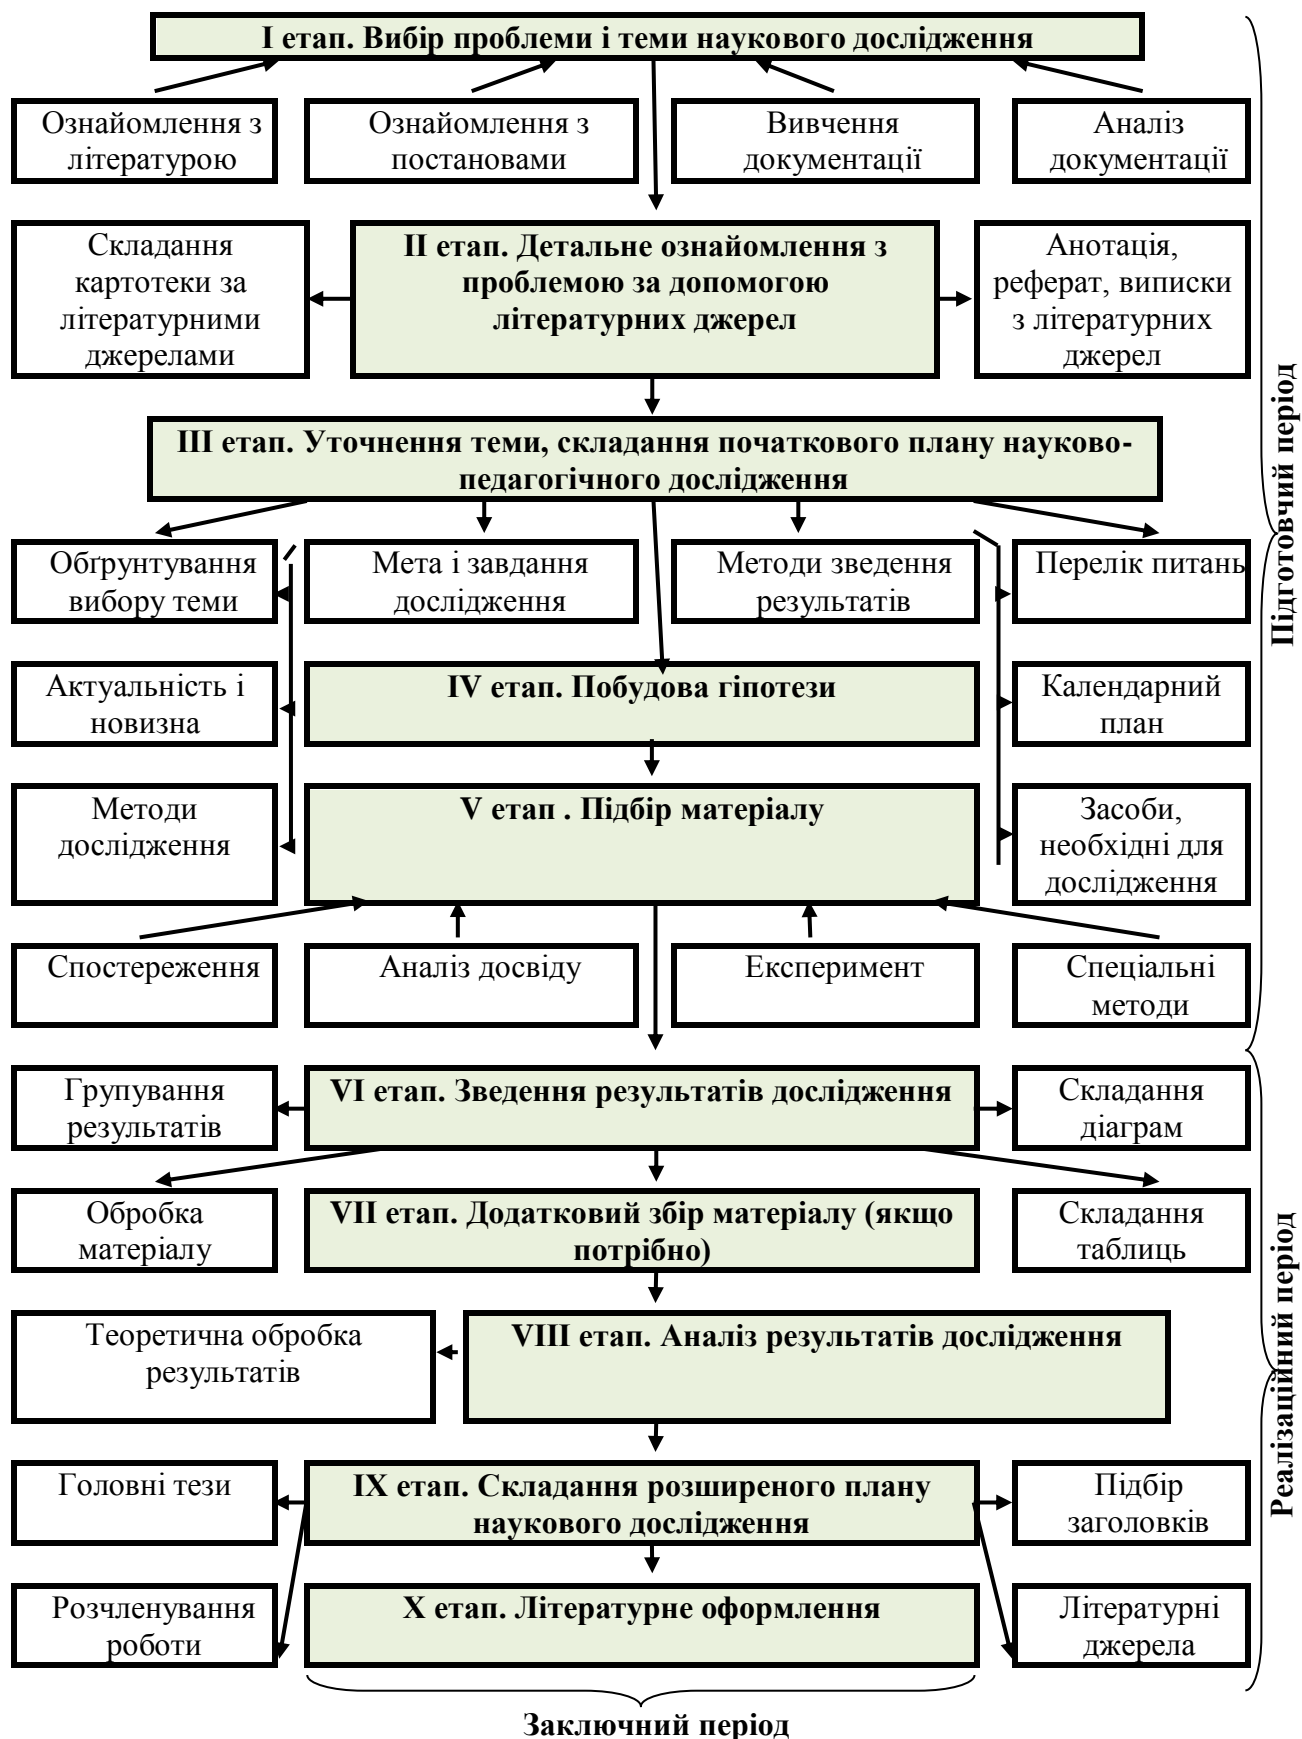 I етап. Вибір проблеми і теми наукового дослідження
Ознайомлення з
літературою
Ознайомлення з
постановами
Вивчення
документації
Аналіз
документації
Складання
картотеки за
літературними
джерелами
II етап. Детальне ознайомлення з
проблемою за допомогою
літературних джерел
Анотація,
реферат, виписки
з літературних
джерел
III етап. Уточнення теми, складання початкового плану науково-
педагогічного дослідження
Обґрунтування
вибору теми
Мета і завдання
дослідження
Методи зведення
результатів
Перелік питань
Актуальність і
новизна
IV етап. Побудова гіпотези
Календарний
план
Методи
дослідження
V етап . Підбір матеріалу
Засоби,
необхідні для
дослідження
Спостереження
Аналіз досвіду
Експеримент
Спеціальні
методи
Підготовчий період
Групування
результатів
VI етап. Зведення результатів дослідження
Складання
діаграм
Обробка
матеріалу
VII етап. Додатковий збір матеріалу (якщо
потрібно)
Складання
таблиць
Теоретична обробка
результатів
VIII етап. Аналіз результатів дослідження
Головні тези
IX етап. Складання розширеного плану
наукового дослідження
Підбір
заголовків
Розчленування
роботи
X етап. Літературне оформлення
Літературні
джерела
Реалізаційний період
Заключний період